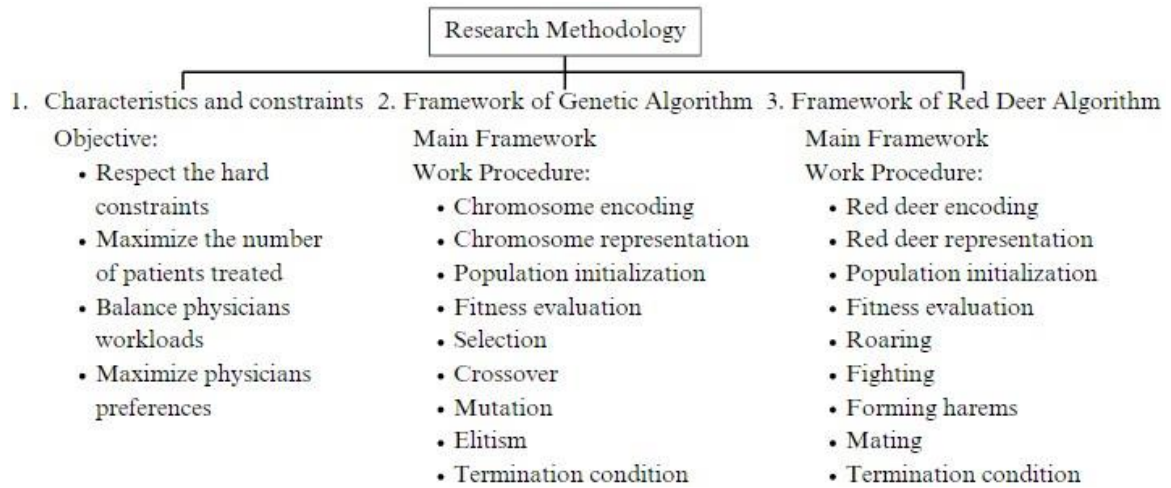 Research Methodology
1. Characteristics and constraints
Objective:
• Respect the hard
constraints
• Maximize the number
of patients treated
• Balance physicians
workloads
• Maximize physicians
preferences
2. Framework of Genetic Algorithm
Main Framework
Work Procedure:
• Chromosome encoding
• Chromosome representation
• Population initialization
• Fitness evaluation
• Selection
• Crossover
• Mutation
• Elitism
• Termination condition
3. Framework of Red Deer Algorithm
Main Framework
Work Procedure:
• Red deer encoding
• Red deer representation
• Population initialization
• Fitness evaluation
• Roaring
• Fighting
• Forming harems
• Mating
• Termination condition